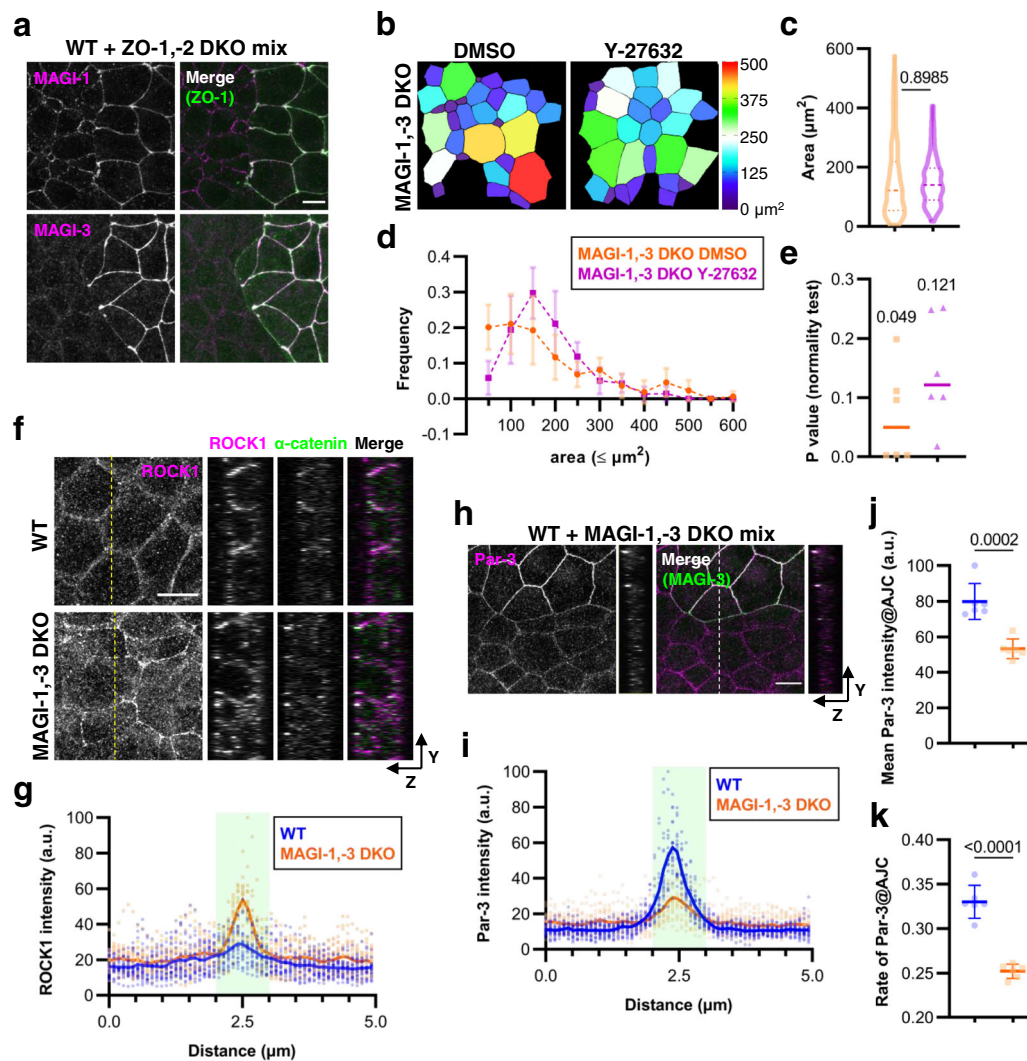 a
WT + ZO-1,-2 DKO mix
MAGI-1
Merge
(ZO-1)
MAGI-3
b
DMSO
Y-27632
MAGI-1,-3 DKO
500
375
250
125
0 μm²
c
Area (μm²)
600
400
200
0
0.8985
d
MAGI-1,-3 DKO DMSO
MAGI-1,-3 DKO Y-27632
Frequency
0.4
0.3
0.2
0.1
0.0
-0.1
100 200 300 400 500 600
area (≤ μm²)
e
P value (normality test)
0.3
0.2
0.1
0.0
0.049
0.121
f
ROCK1 α-catenin Merge
ROCK1
WT
MAGI-1,-3 DKO
Y
Z
g
ROCK1 intensity (a.u.)
100
80
60
40
20
0
WT
MAGI-1,-3 DKO
0.0 2.5 5.0
Distance (μm)
h
WT + MAGI-1,-3 DKO mix
Par-3
Merge
(MAGI-3)
Y
Z
i
Par-3 intensity (a.u.)
100
80
60
40
20
0
WT
MAGI-1,-3 DKO
0.0 2.5 5.0
Distance (μm)
j
Mean Par-3 intensity@AJC (a.u.)
0.0002
100
80
60
40
20
0
k
Rate of Par-3@AJC
<0.0001
0.40
0.35
0.30
0.25
0.20